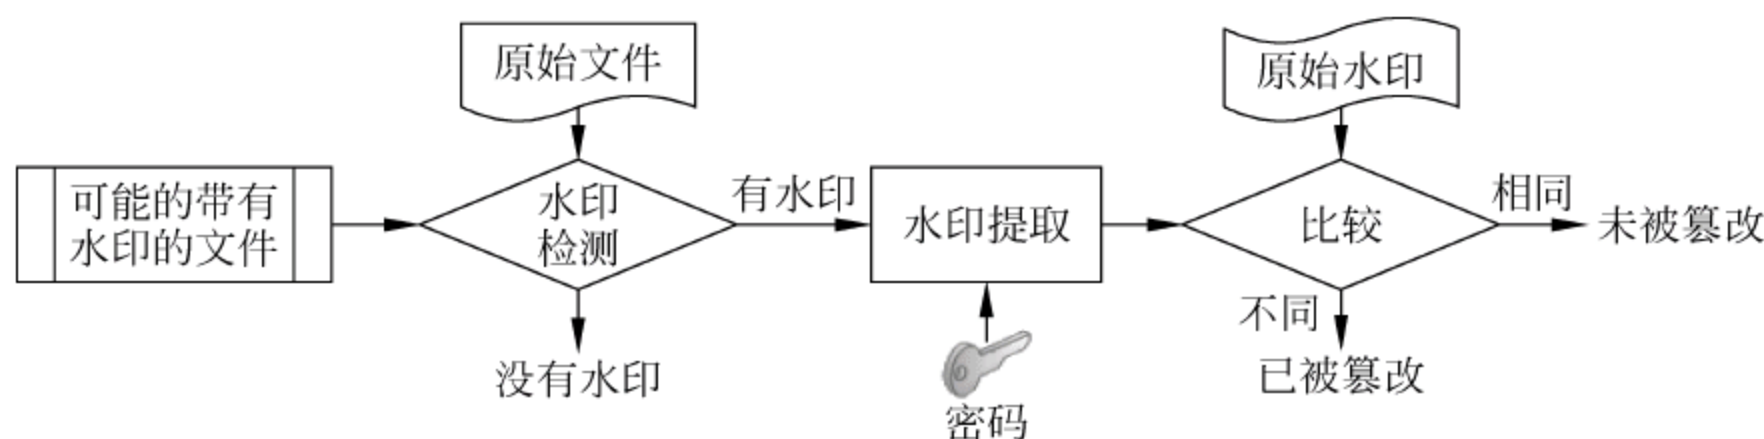 原始文件
原始水印
可能的带有
水印的文件
水印
检测
有水印
水印提取
比较
相同
未被篡改
不同
没有水印
密码
已被篡改